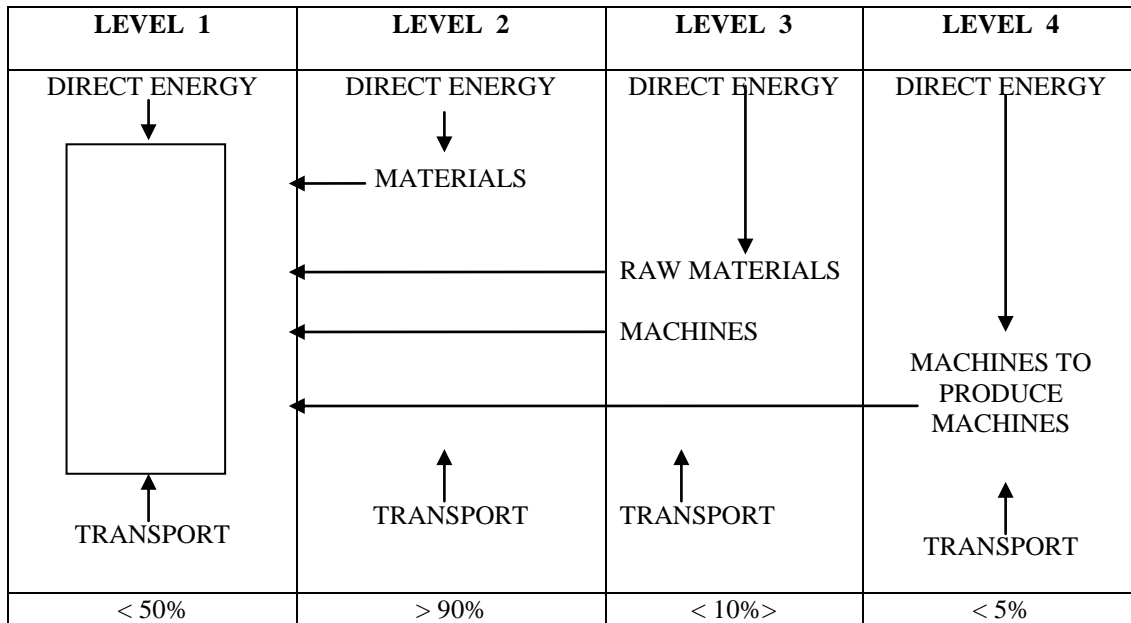 LEVEL 1 LEVEL 2 LEVEL 3 LEVEL 4
DIRECT ENERGY DIRECT ENERGY DIRECT ENERGY DIRECT ENERGY
MATERIALS
RAW MATERIALS
MACHINES
MACHINES TO
PRODUCE
MACHINES
TRANSPORT TRANSPORT TRANSPORT TRANSPORT
< 50% > 90% < 10%> < 5%